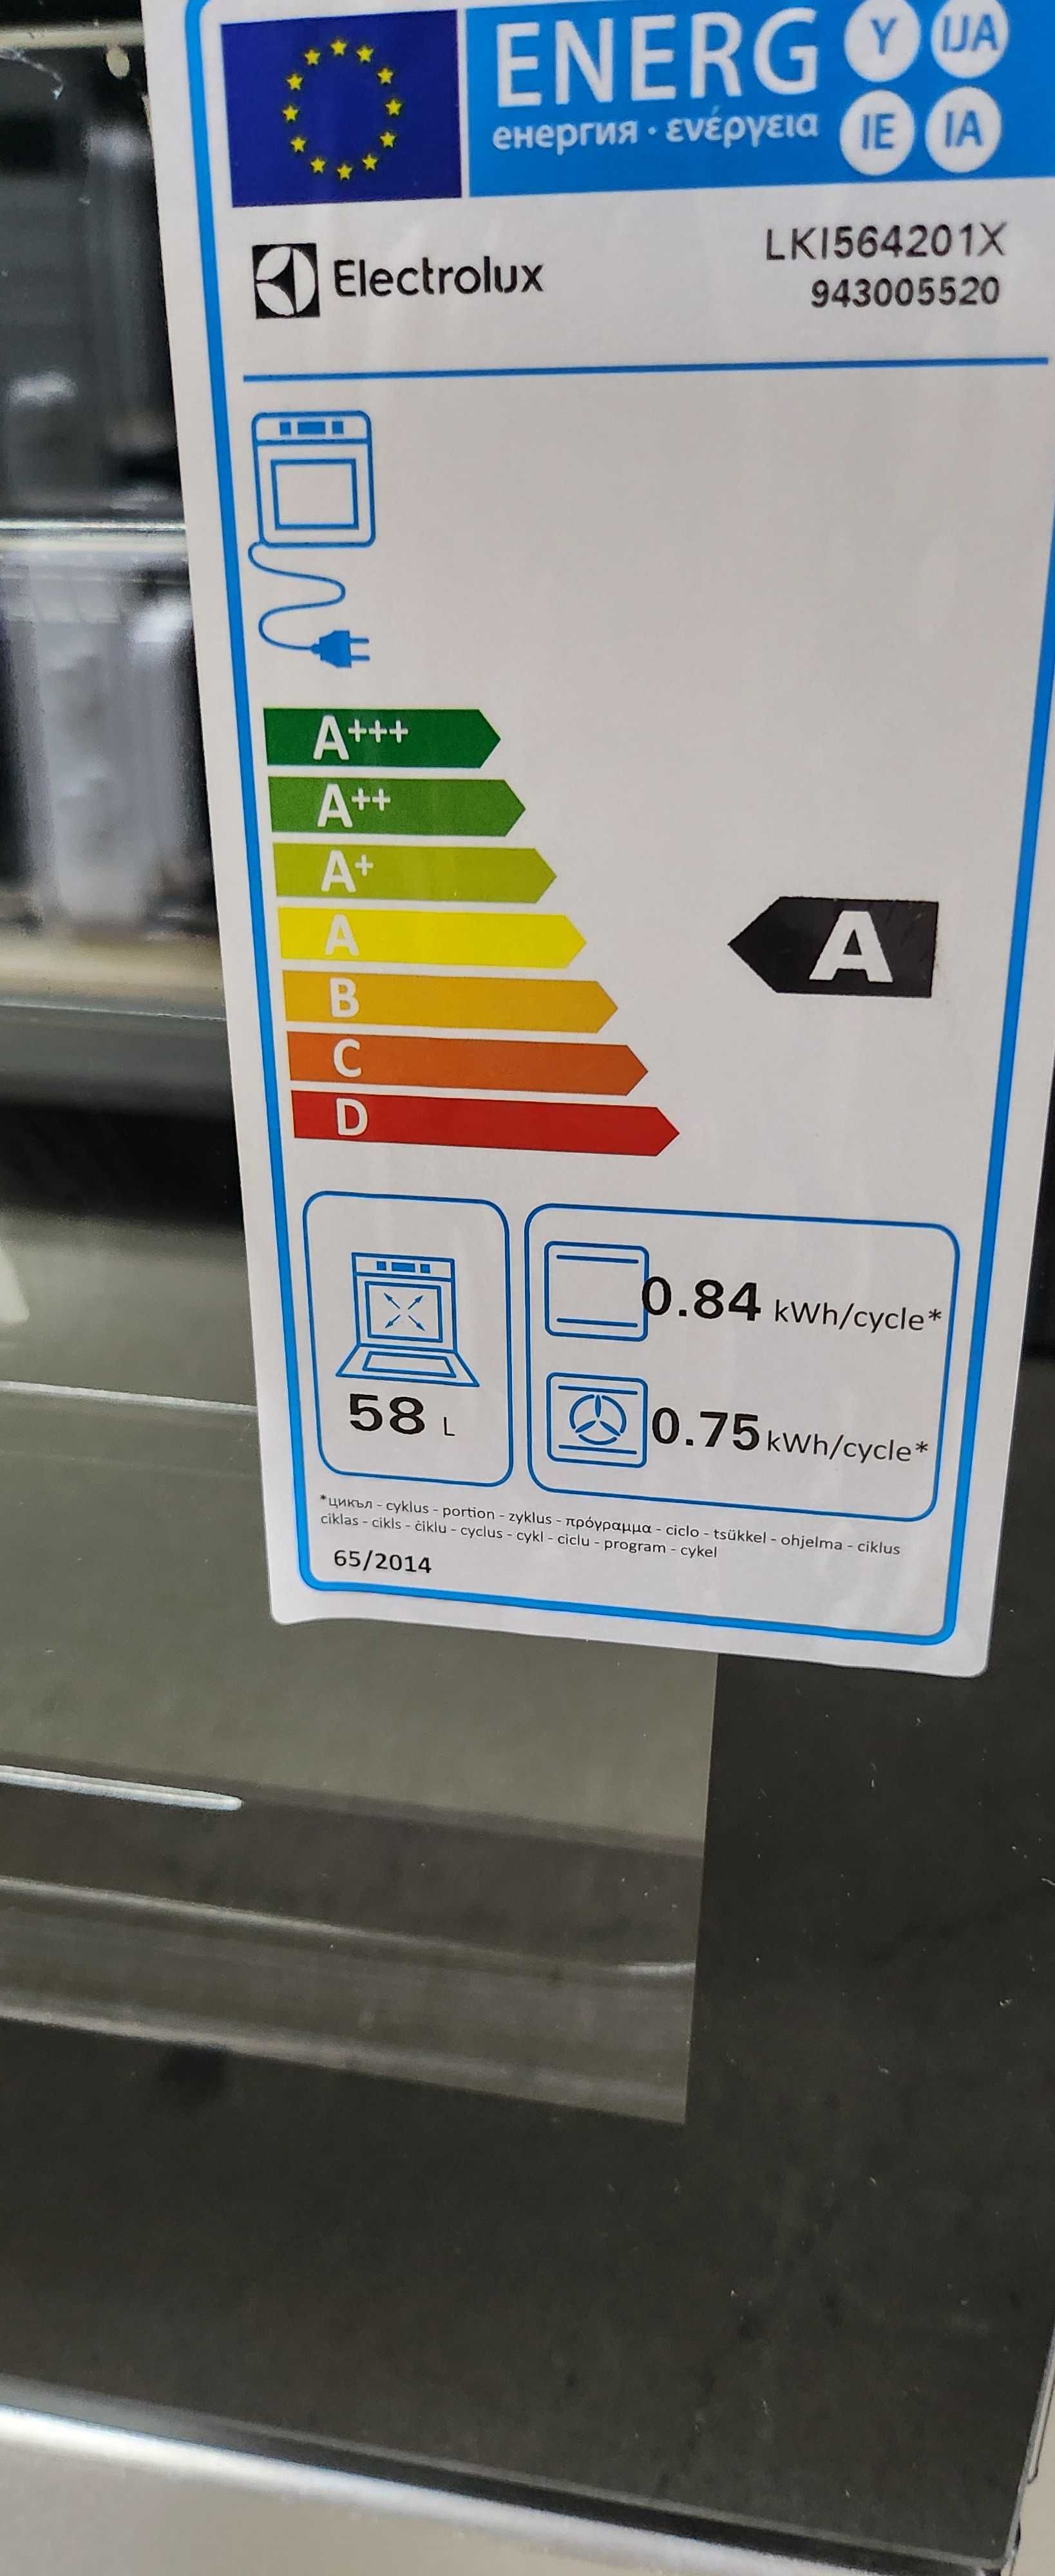 ENERG Y IJA
енергия · ενέργεια IE IA
Electrolux
LKI564201X
943005520
A+++
A++
A+
A
B
C
D
A
58 L
0.84 kWh/cycle*
0.75 kWh/cycle*
*цикъл - cyklus - portion - zyklus - πρόγραμμα - ciclo - tsükkel - ohjelma - ciklus
ciklas - cikls - ċiklu - cyclus - cykl - ciclu - program - cykel
65/2014